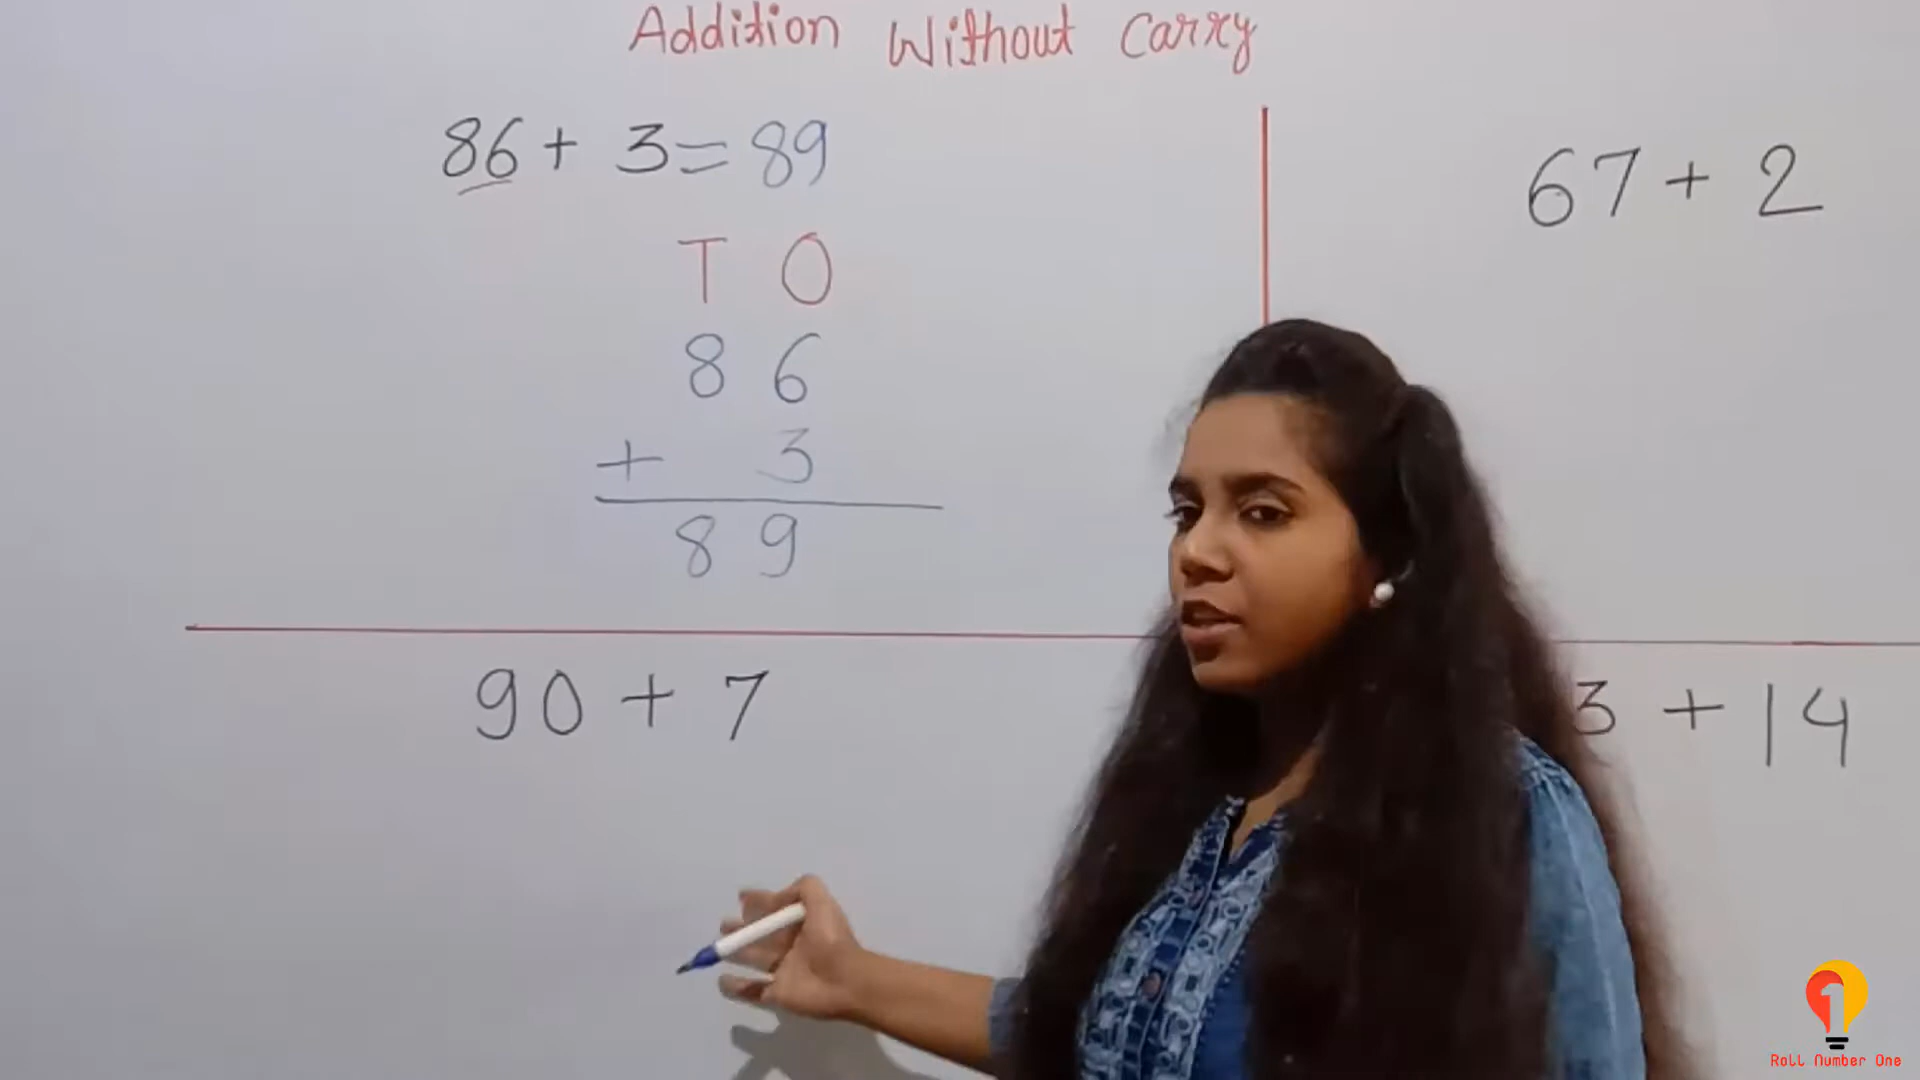 Addition Without Carry
86 + 3 = 89
T O
8 6
+ 3
8 9
67 + 2
90 + 7
3 + 14
Roll Number One